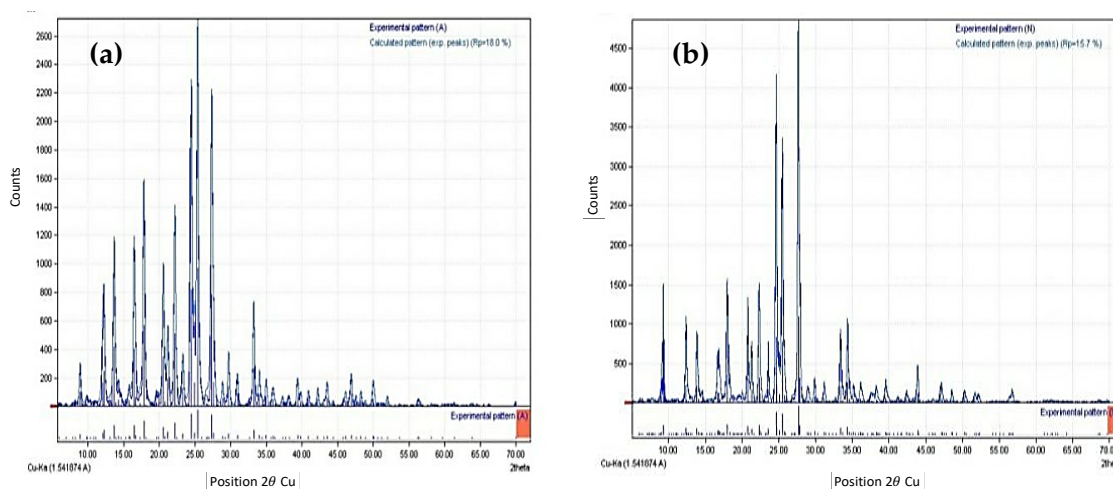 (a)
Experimental pattern (A)
Calculated pattern (exp. peaks) (Rp=18.0 %)
Counts
2600
2400
2200
2000
1800
1600
1400
1200
1000
800
600
400
200
Experimental pattern (A)
10.00 15.00 20.00 25.00 30.00 35.00 40.00 45.00 50.00 55.00 60.00 65.00 70.00
Cu-Ka (1.541874 A) 2theta
Position 2θ Cu
(b)
Experimental pattern (N)
Calculated pattern (exp. peaks) (Rp=15.7 %)
Counts
4500
4000
3500
3000
2500
2000
1500
1000
500
Experimental pattern
10.00 15.00 20.00 25.00 30.00 35.00 40.00 45.00 50.00 55.00 60.00 65.00 70.0
Cu-Ka (1.541874 A) 2theta
Position 2θ Cu